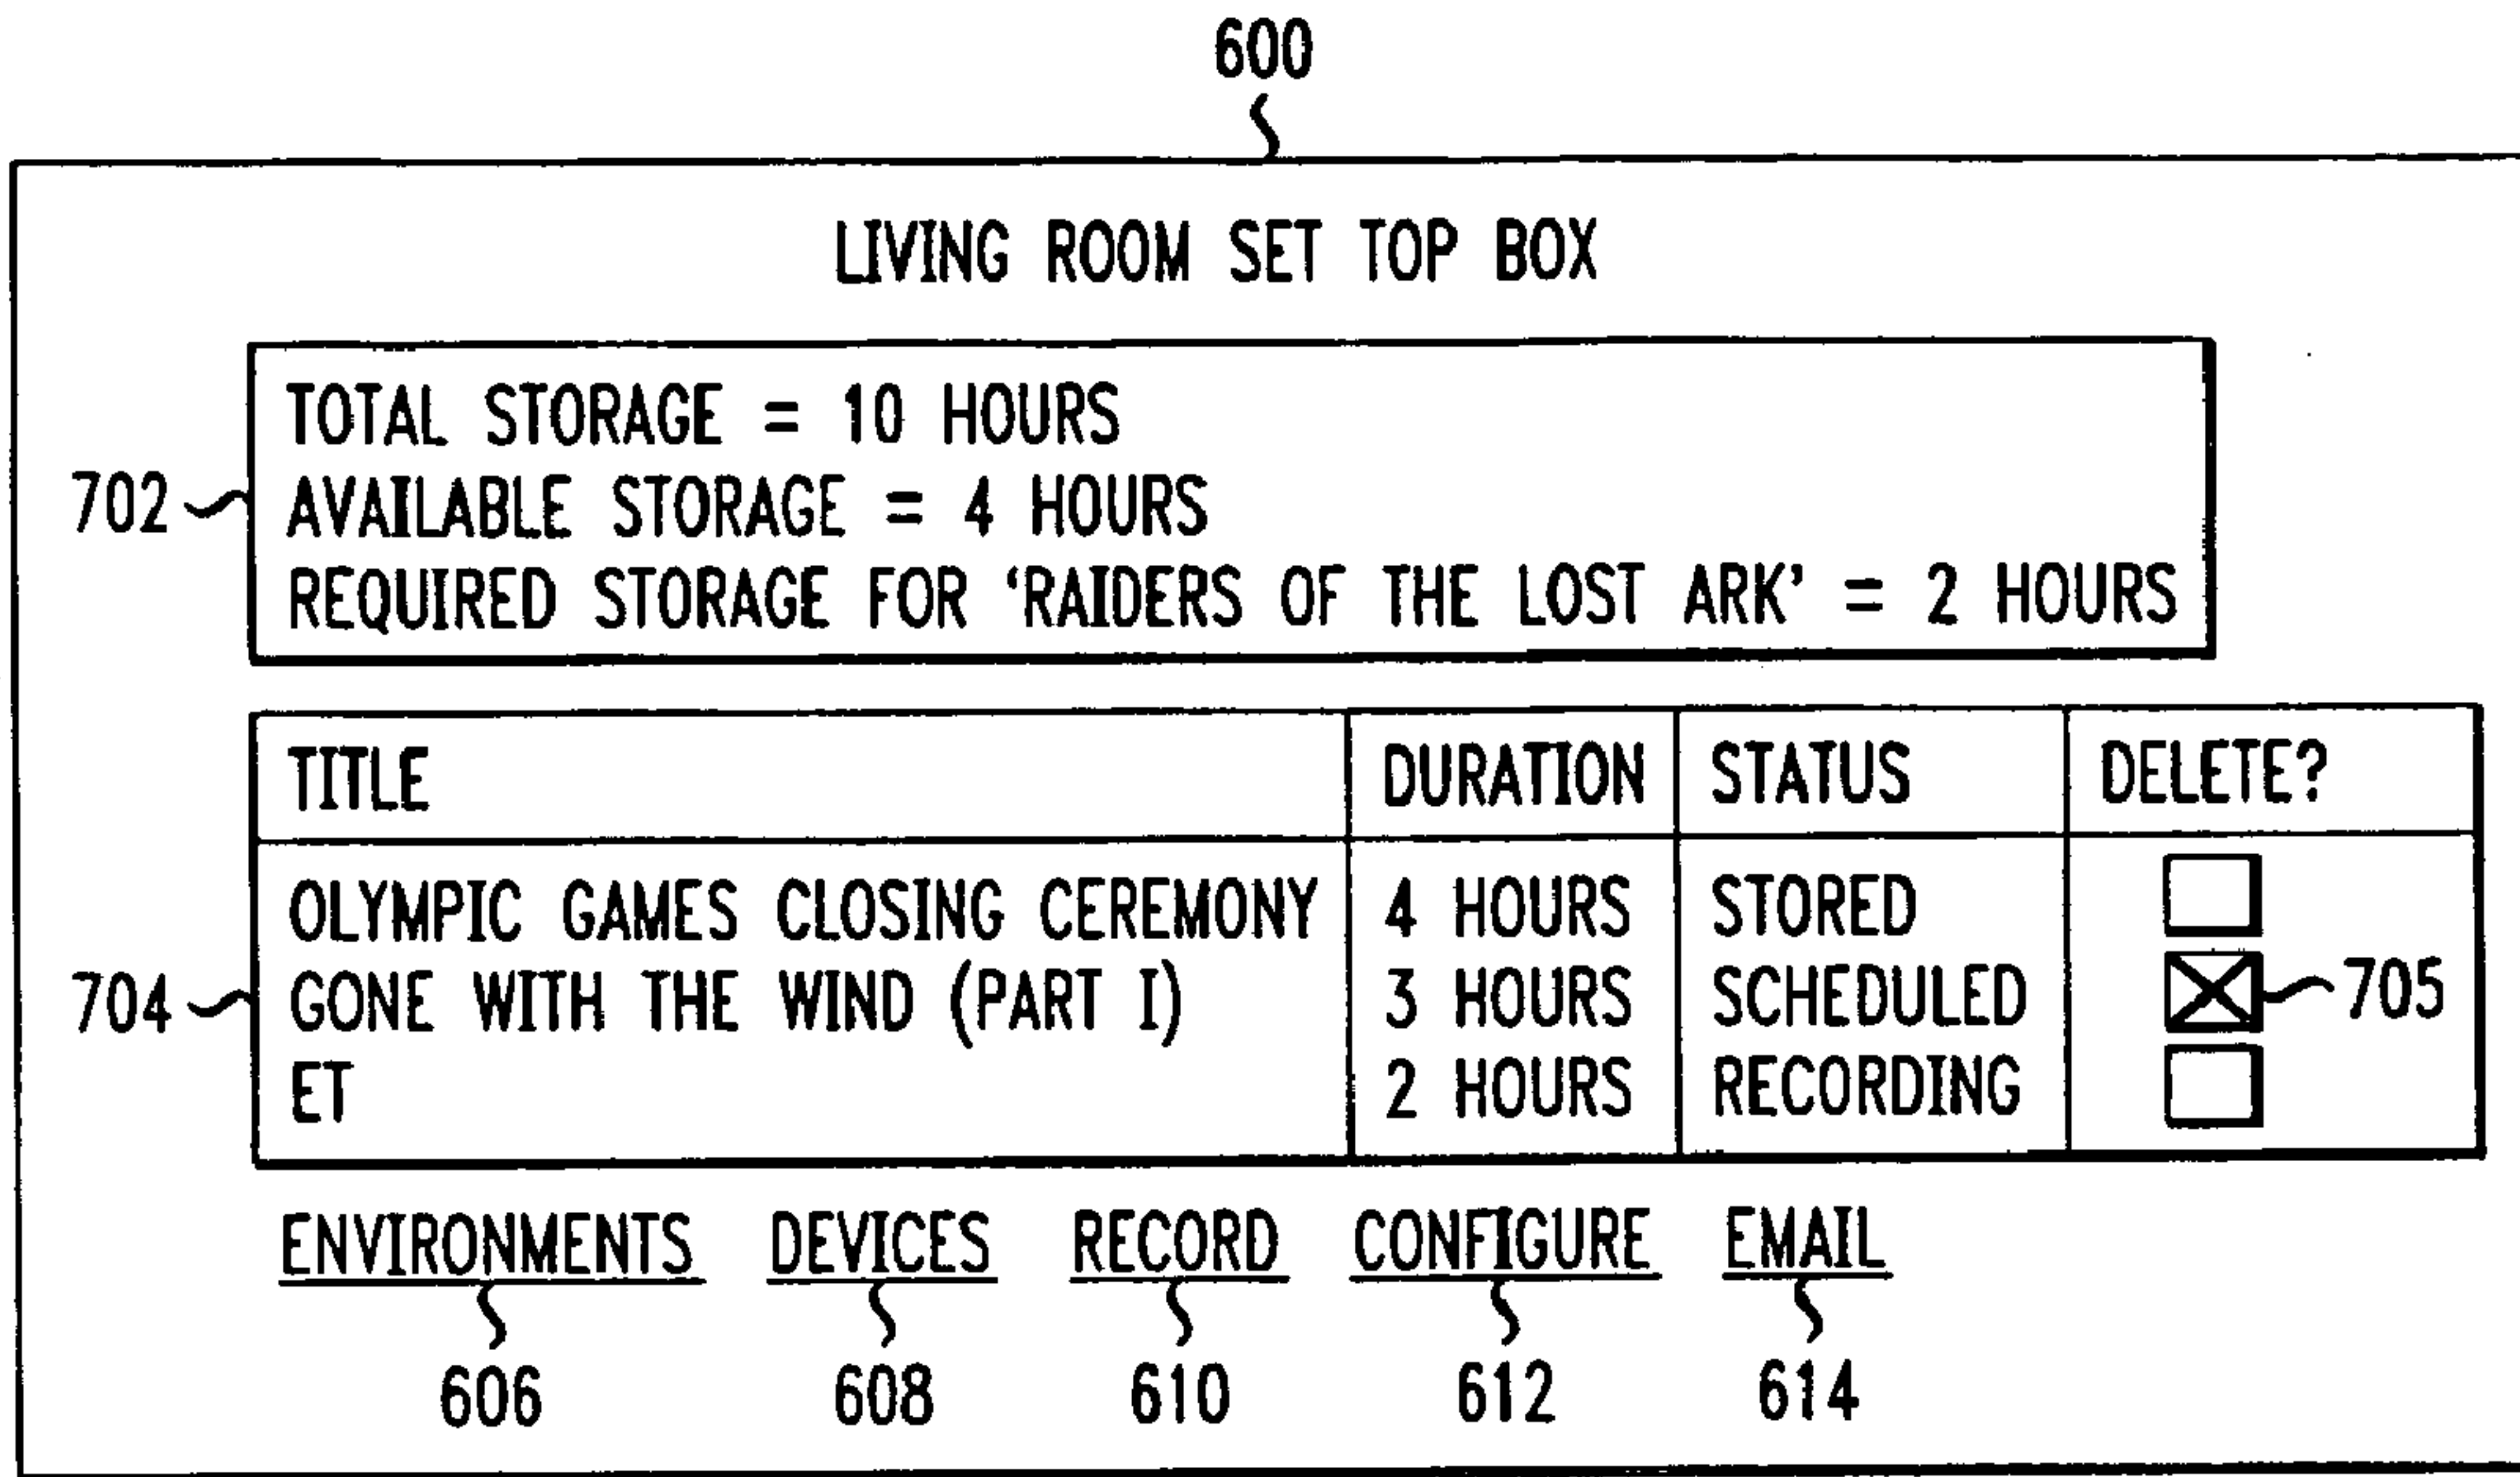 600
LIVING ROOM SET TOP BOX
TOTAL STORAGE = 10 HOURS
702 AVAILABLE STORAGE = 4 HOURS
REQUIRED STORAGE FOR ‘RAIDERS OF THE LOST ARK’ = 2 HOURS
TITLE DURATION STATUS DELETE?
OLYMPIC GAMES CLOSING CEREMONY 4 HOURS STORED
704 GONE WITH THE WIND (PART I) 3 HOURS SCHEDULED 705
ET 2 HOURS RECORDING
ENVIRONMENTS DEVICES RECORD CONFIGURE EMAIL
606 608 610 612 614